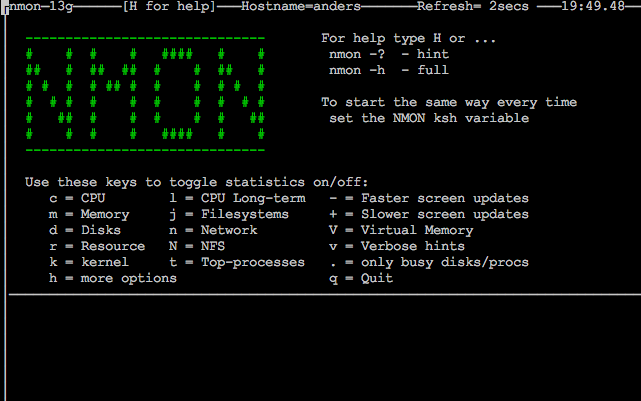 nmon-13g [H for help] Hostname=anders Refresh= 2secs 19:49.48
NMON
For help type H or ...
nmon -? - hint
nmon -h - full
To start the same way every time
set the NMON ksh variable
Use these keys to toggle statistics on/off:
c = CPU l = CPU Long-term - = Faster screen updates
m = Memory j = Filesystems + = Slower screen updates
d = Disks n = Network V = Virtual Memory
r = Resource N = NFS v = Verbose hints
k = kernel t = Top-processes . = only busy disks/procs
h = more options q = Quit